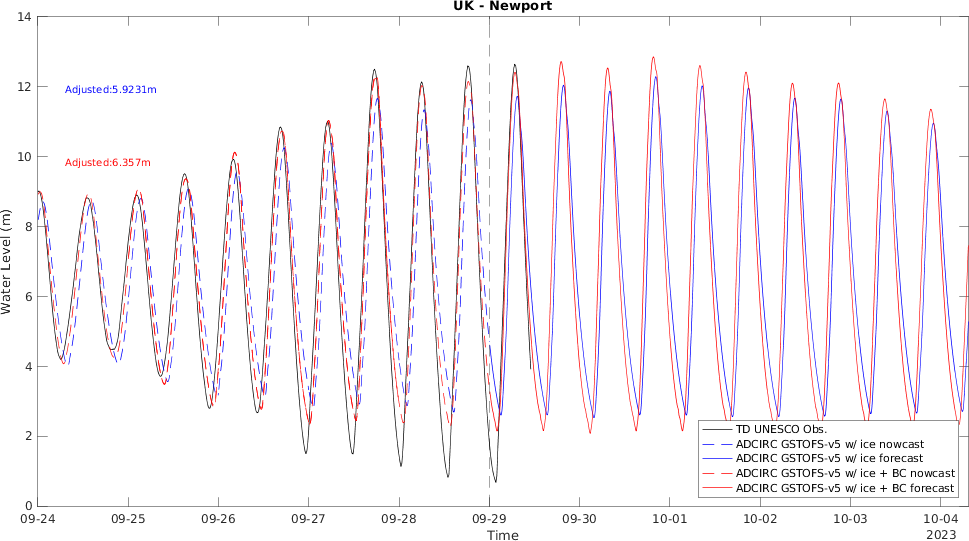 UK - Newport
14
12
10
8
6
4
2
0
Water Level (m)
Adjusted:5.9231m
Adjusted:6.357m
TD UNESCO Obs.
ADCIRC GSTOFS-v5 w/ ice nowcast
ADCIRC GSTOFS-v5 w/ ice forecast
ADCIRC GSTOFS-v5 w/ ice + BC nowcast
ADCIRC GSTOFS-v5 w/ ice + BC forecast
09-24 09-25 09-26 09-27 09-28 09-29 09-30 10-01 10-02 10-03 10-04
Time
2023